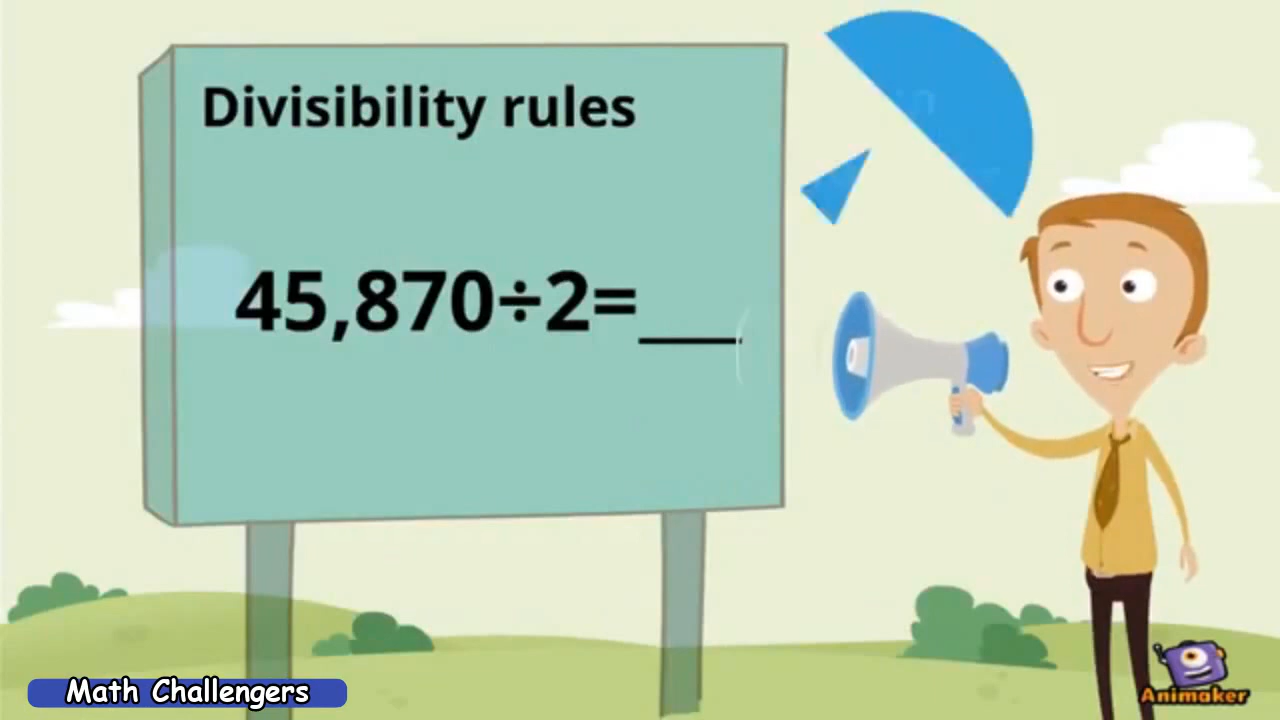 Divisibility rules
45,870÷2=___
Math Challengers
Animaker